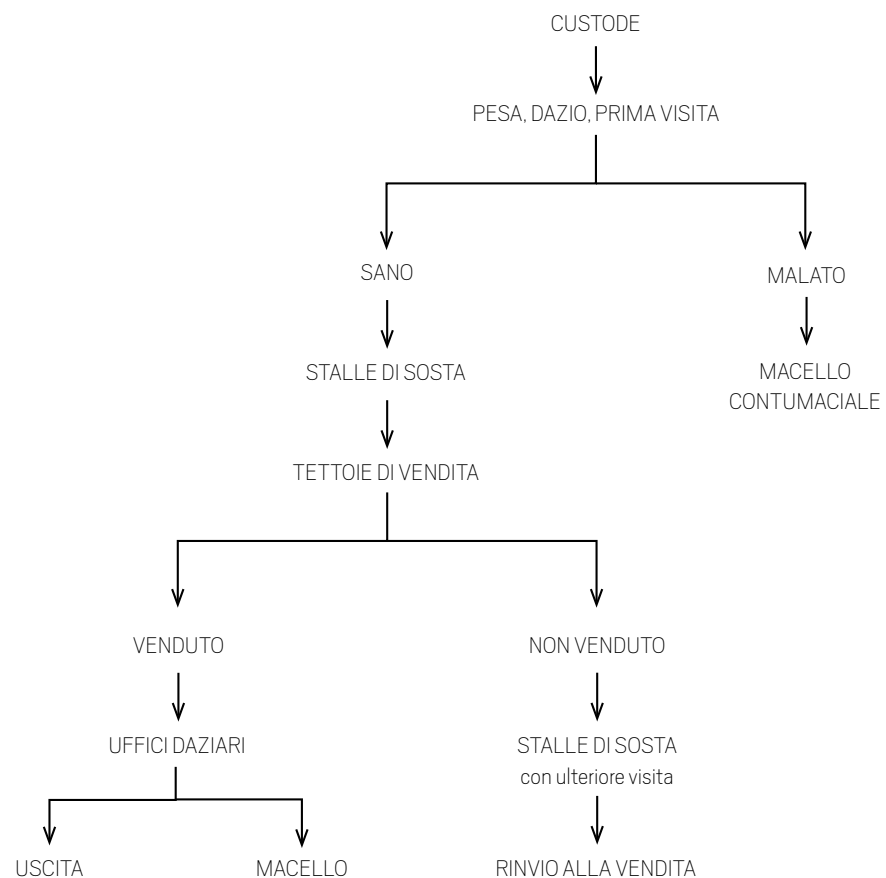 CUSTODE
PESA, DAZIO, PRIMA VISITA
SANO
MALATO
STALLE DI SOSTA
MACELLO
CONTUMACIALE
TETTOIE DI VENDITA
VENDUTO
NON VENDUTO
UFFICI DAZIARI
STALLE DI SOSTA
con ulteriore visita
USCITA
MACELLO
RINVIO ALLA VENDITA